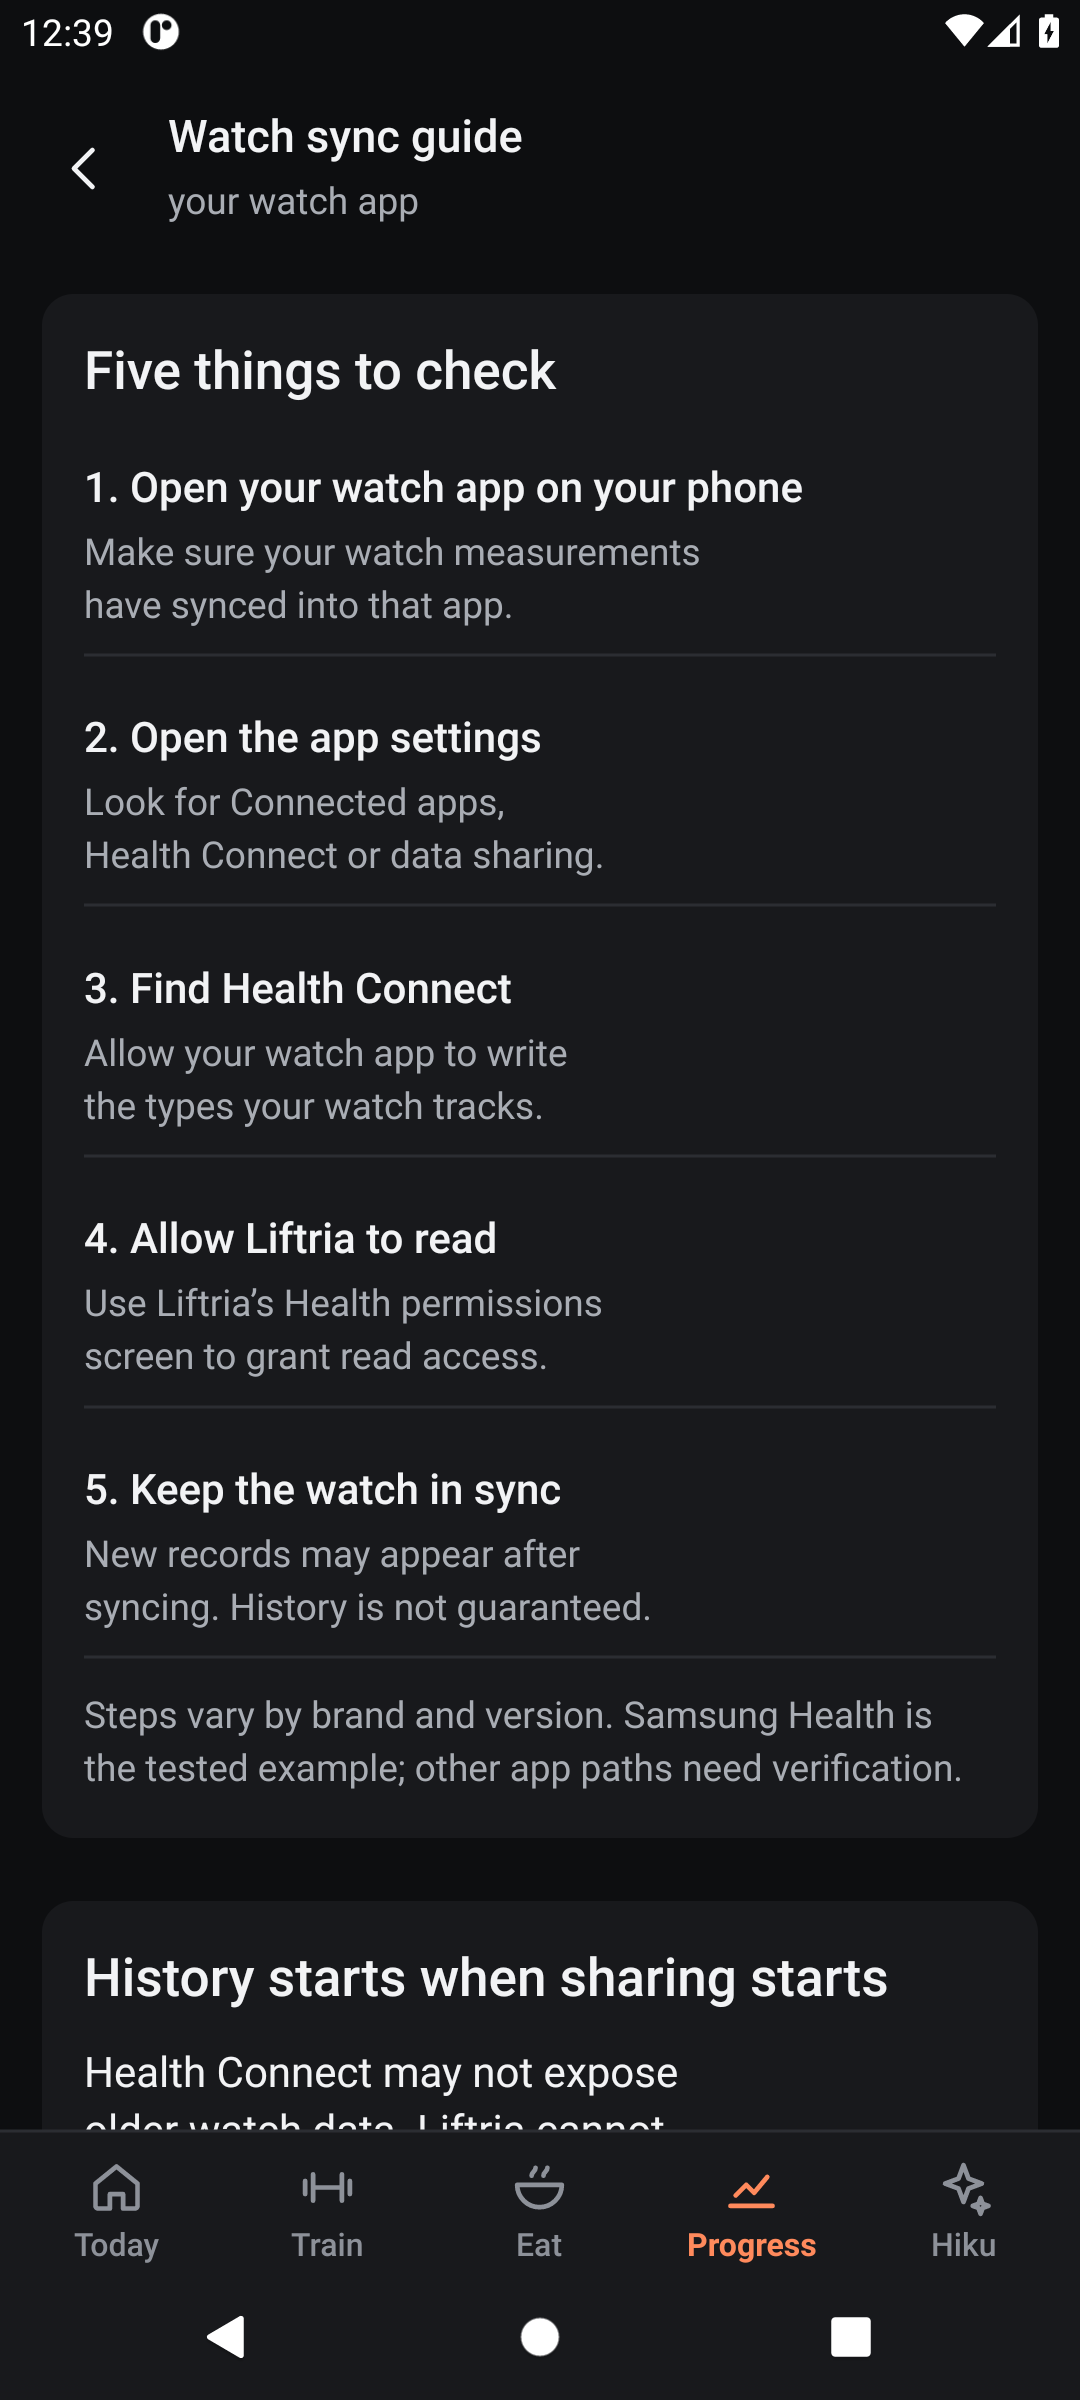 12:39
Watch sync guide
your watch app
Five things to check
1. Open your watch app on your phone
Make sure your watch measurements
have synced into that app.
2. Open the app settings
Look for Connected apps,
Health Connect or data sharing.
3. Find Health Connect
Allow your watch app to write
the types your watch tracks.
4. Allow Liftria to read
Use Liftria’s Health permissions
screen to grant read access.
5. Keep the watch in sync
New records may appear after
syncing. History is not guaranteed.
Steps vary by brand and version. Samsung Health is
the tested example; other app paths need verification.
History starts when sharing starts
Health Connect may not expose
older watch data. Liftria cannot
Today
Train
Eat
Progress
Hiku